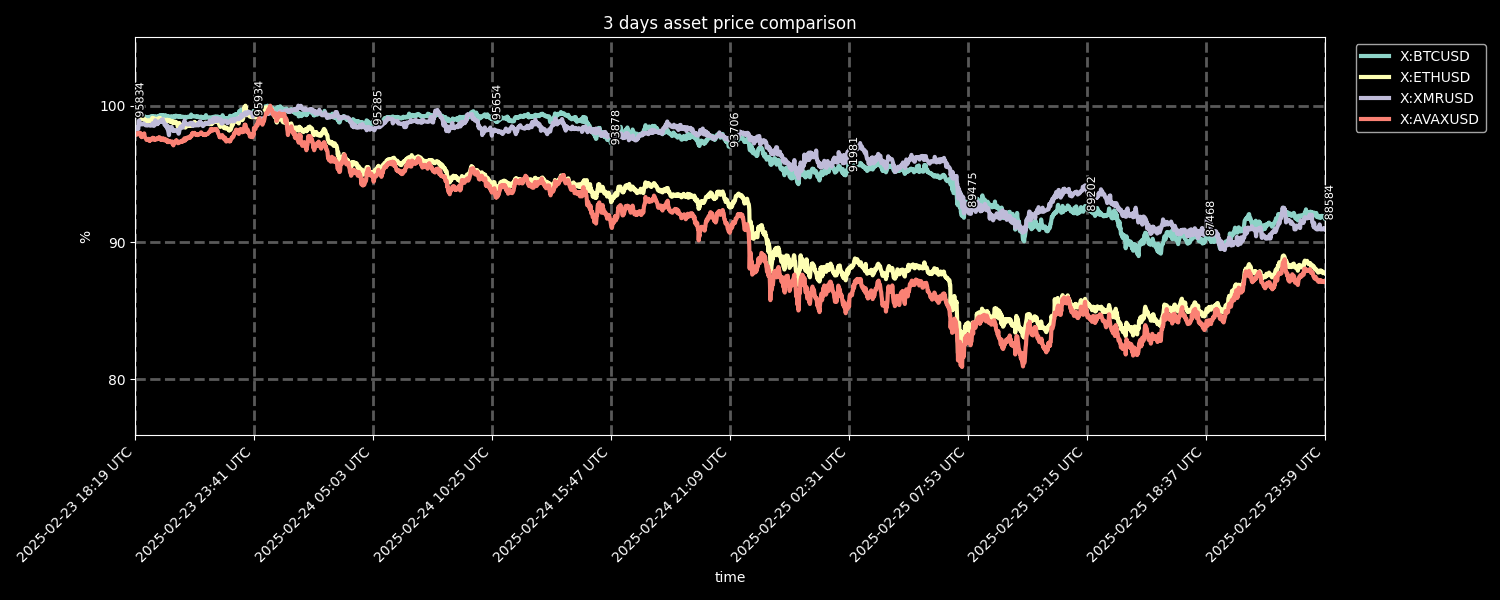 3 days asset price comparison
X:BTCUSD
X:ETHUSD
X:XMRUSD
X:AVAXUSD
100
90
80
%
95834
95934
95285
95654
93878
93706
91981
89475
89202
87468
88584
2025-02-23 18:19 UTC
2025-02-23 23:41 UTC
2025-02-24 05:03 UTC
2025-02-24 10:25 UTC
2025-02-24 15:47 UTC
2025-02-24 21:09 UTC
2025-02-25 02:31 UTC
2025-02-25 07:53 UTC
2025-02-25 13:15 UTC
2025-02-25 18:37 UTC
2025-02-25 23:59 UTC
time